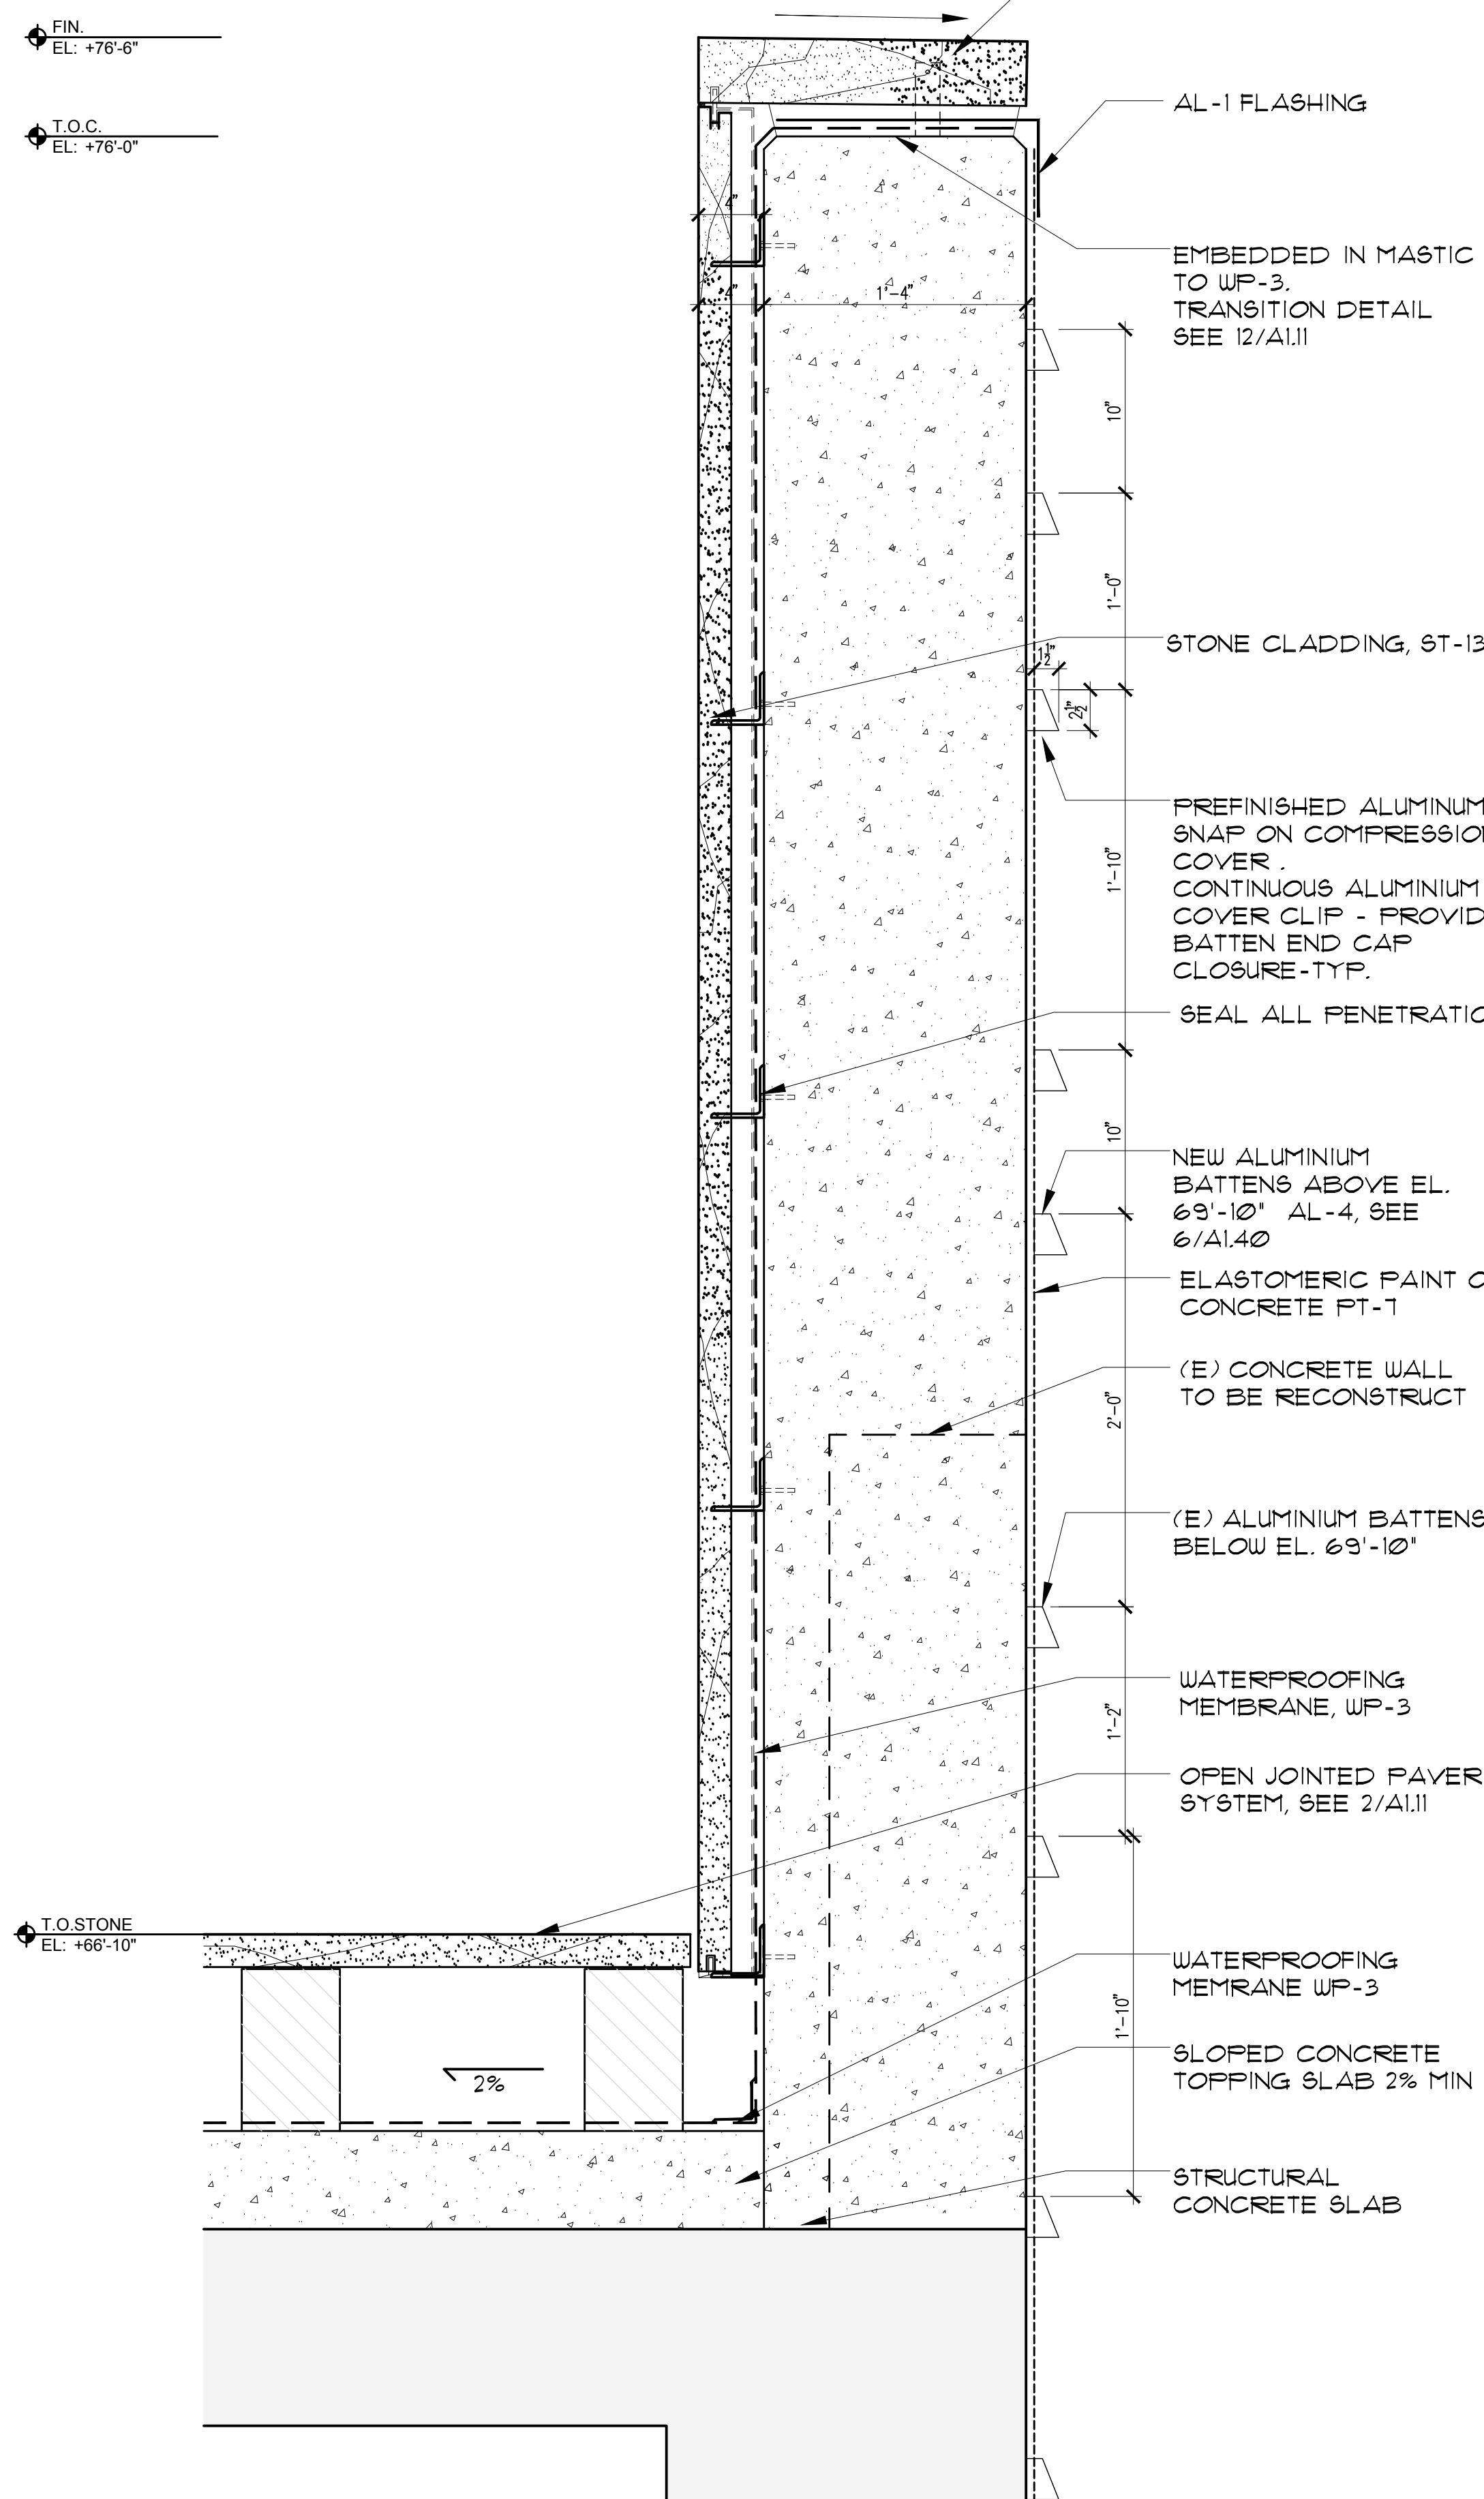 FIN.
EL: +76'-6"
T.O.C.
EL: +76'-0"
AL-1 FLASHING
4"
EMBEDDED IN MASTIC
TO WP-3.
TRANSITION DETAIL
SEE 12/A1.11
4"
1'-4"
10"
1'-0"
STONE CLADDING, ST-13
1 1/2"
2 1/2"
PREFINISHED ALUMINUM
SNAP ON COMPRESSION
COVER .
CONTINUOUS ALUMINIUM
COVER CLIP - PROVID
BATTEN END CAP
CLOSURE-TYP.
1'-10"
SEAL ALL PENETRATIO
10"
NEW ALUMINIUM
BATTENS ABOVE EL.
69'-10" AL-4, SEE
6/A1.40
ELASTOMERIC PAINT O
CONCRETE PT-7
(E) CONCRETE WALL
TO BE RECONSTRUCT
2'-0"
(E) ALUMINIUM BATTENS
BELOW EL. 69'-10"
WATERPROOFING
MEMBRANE, WP-3
1'-2"
OPEN JOINTED PAVER
SYSTEM, SEE 2/A1.11
T.O.STONE
EL: +66'-10"
WATERPROOFING
MEMRANE WP-3
1'-10"
SLOPED CONCRETE
TOPPING SLAB 2% MIN
2%
STRUCTURAL
CONCRETE SLAB